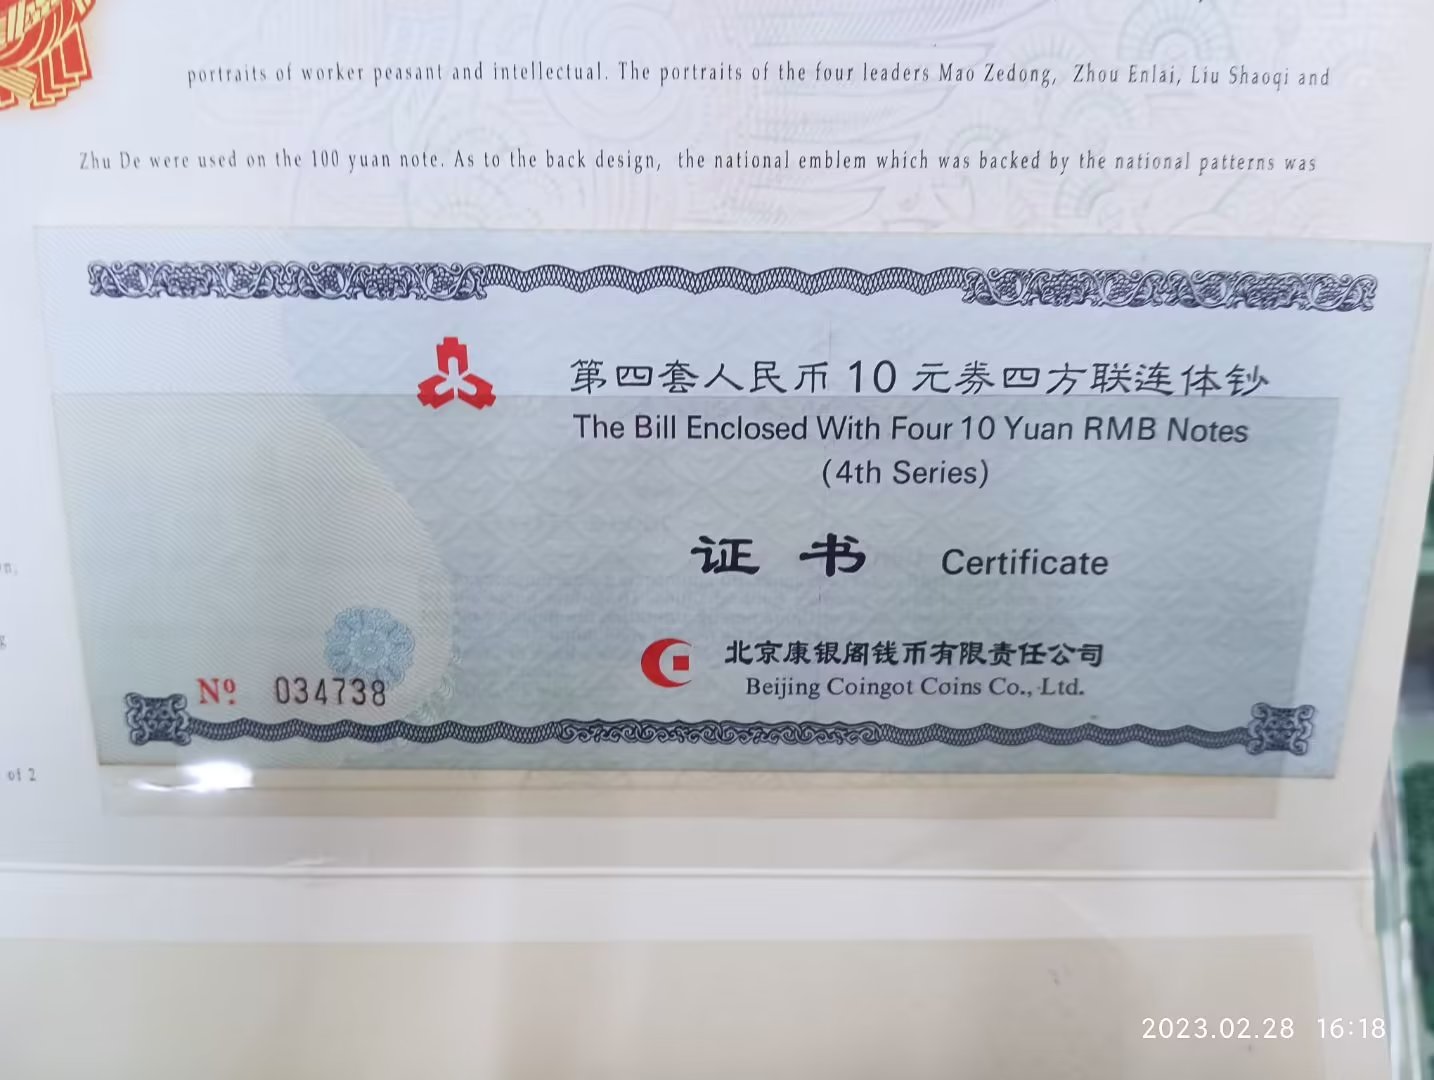 portraits of worker peasant and intellectual. The portraits of the four leaders Mao Zedong, Zhou Enlai, Liu Shaoqi and
Zhu De were used on the 100 yuan note. As to the back design, the national emblem which was backed by the national patterns was
第四套人民币10元券四方联连体钞
The Bill Enclosed With Four 10 Yuan RMB Notes
(4th Series)
证书 Certificate
北京康银阁钱币有限责任公司
Beijing Coingot Coins Co., Ltd.
Nº 034738
of 2
2023.02.28 16:18